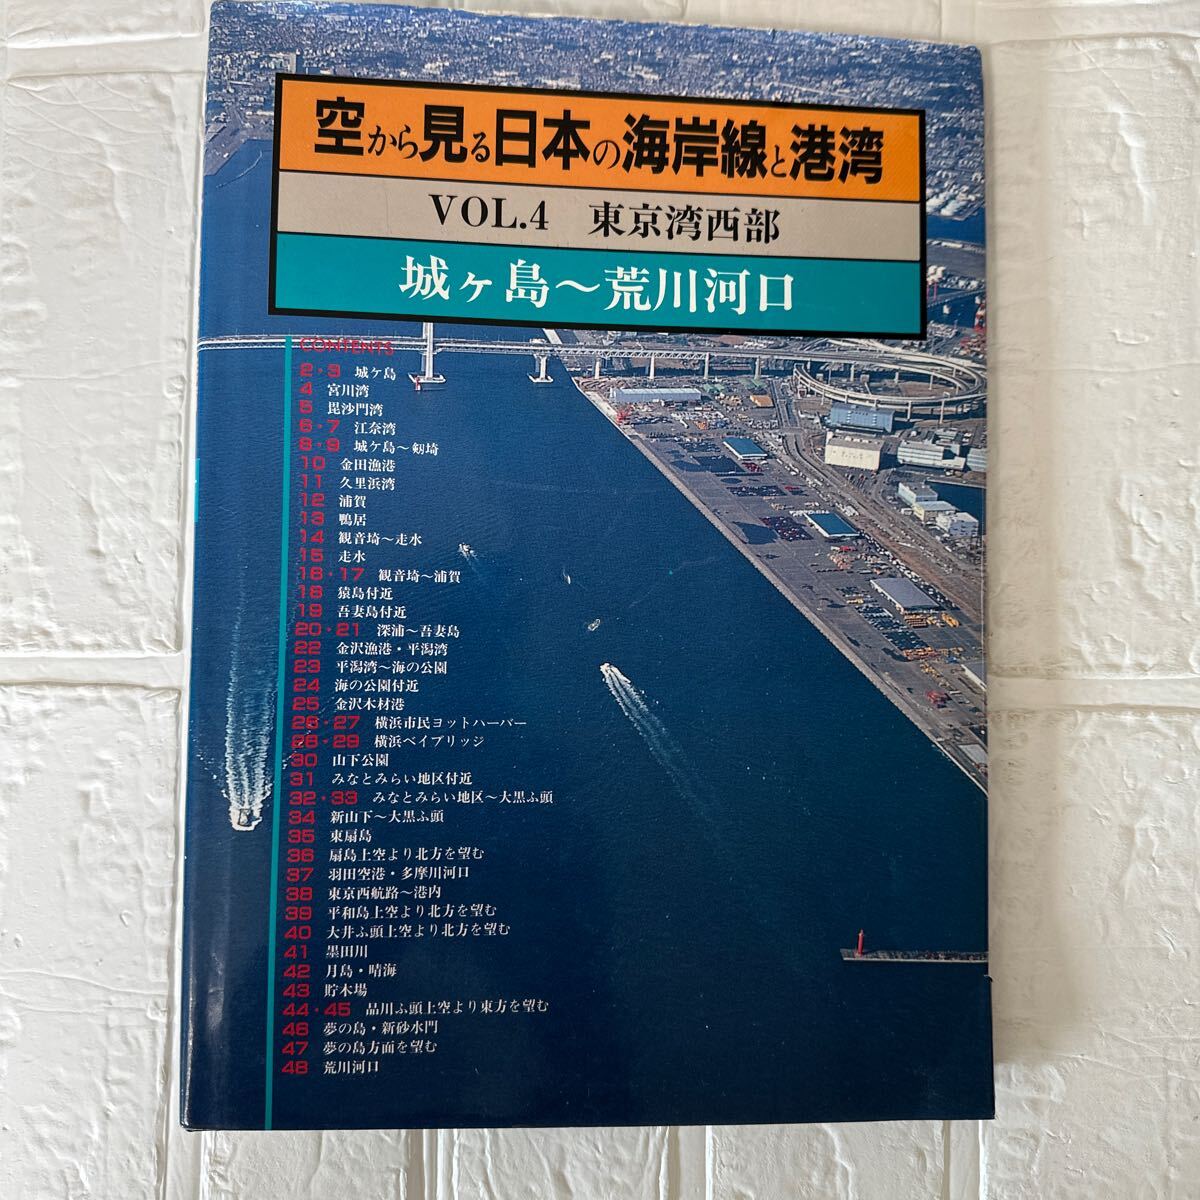 空から見る日本の海岸線と港湾
VOL.4 東京湾西部
城ヶ島〜荒川河口
CONTENTS
2・3 城ケ島
4 宮川湾
5 毘沙門湾
6・7 江奈湾
8・9 城ケ島〜剱埼
10 金田漁港
11 久里浜湾
12 浦賀
13 鴨居
14 観音埼〜走水
15 走水
16・17 観音埼〜浦賀
18 猿島付近
19 吾妻島付近
20・21 深浦〜吾妻島
22 金沢漁港・平潟湾
23 平潟湾〜海の公園
24 海の公園付近
25 金沢木材港
26・27 横浜市民ヨットハーバー
28・29 横浜ベイブリッジ
30 山下公園
31 みなとみらい地区付近
32・33 みなとみらい地区〜大黒ふ頭
34 新山下〜大黒ふ頭
35 東扇島
36 扇島上空より北方を望む
37 羽田空港・多摩川河口
38 東京西航路〜港内
39 平和島上空より北方を望む
40 大井ふ頭上空より北方を望む
41 墨田川
42 月島・晴海
43 貯木場
44・45 品川ふ頭上空より東方を望む
46 夢の島・新砂水門
47 夢の島方面を望む
48 荒川河口